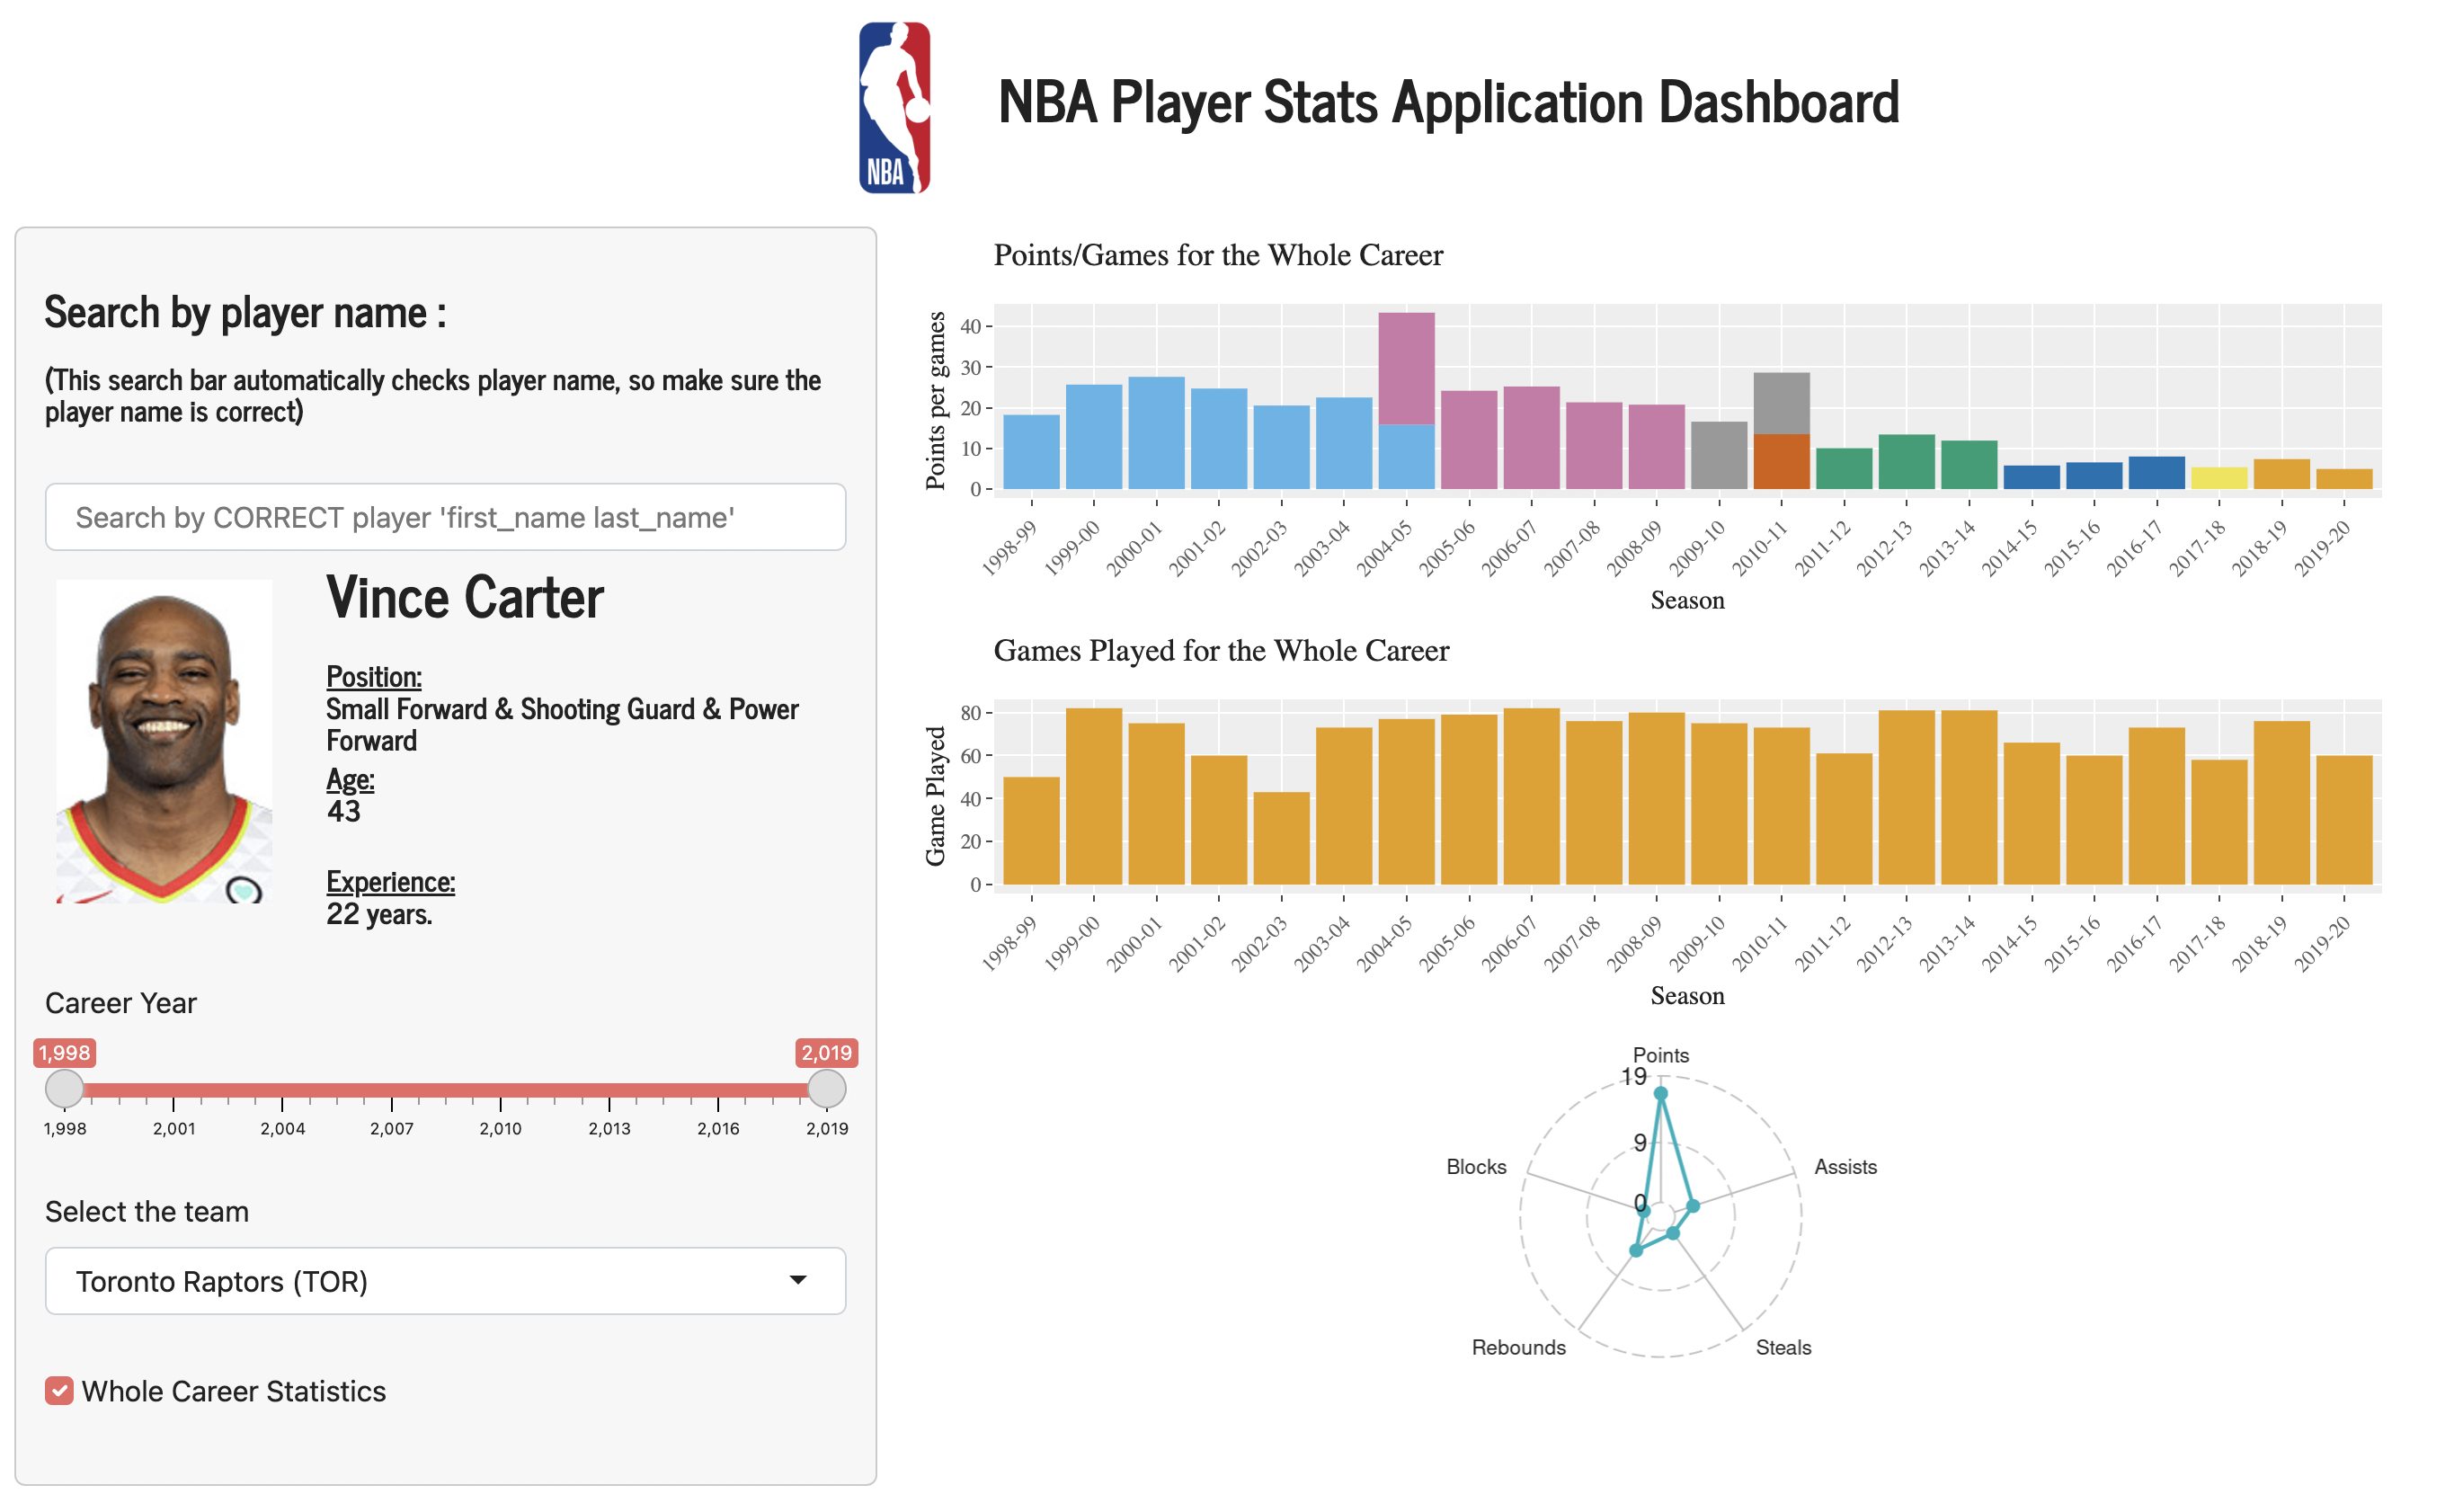 NBA
NBA Player Stats Application Dashboard
Search by player name :
(This search bar automatically checks player name, so make sure the
player name is correct)
Search by CORRECT player 'first_name last_name'
Vince Carter
Position:
Small Forward & Shooting Guard & Power
Forward
Age:
43
Experience:
22 years.
Career Year
1,998
2,019
1,998 2,001 2,004 2,007 2,010 2,013 2,016 2,019
Select the team
Toronto Raptors (TOR)
Whole Career Statistics
Points/Games for the Whole Career
Points per games
40
30
20
10
0
1998-99 1999-00 2000-01 2001-02 2002-03 2003-04 2004-05 2005-06 2006-07 2007-08 2008-09 2009-10 2010-11 2011-12 2012-13 2013-14 2014-15 2015-16 2016-17 2017-18 2018-19 2019-20
Season
Games Played for the Whole Career
Game Played
80
60
40
20
0
1998-99 1999-00 2000-01 2001-02 2002-03 2003-04 2004-05 2005-06 2006-07 2007-08 2008-09 2009-10 2010-11 2011-12 2012-13 2013-14 2014-15 2015-16 2016-17 2017-18 2018-19 2019-20
Season
Points
19
9
0
Blocks
Assists
Rebounds
Steals